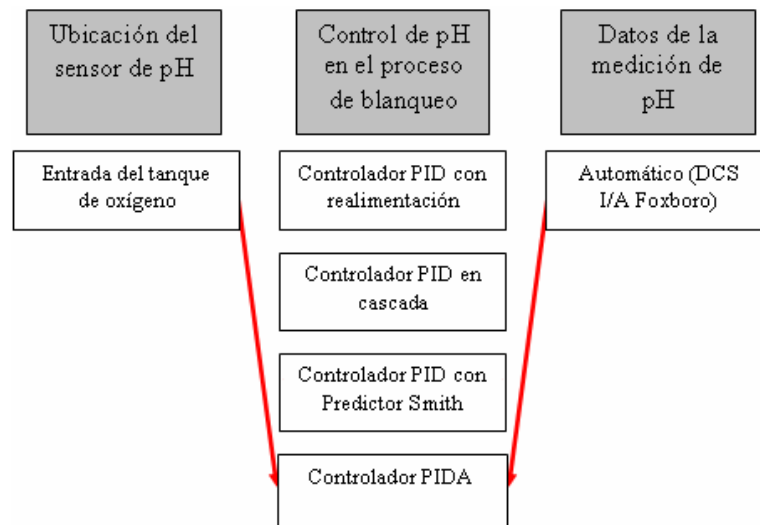 Ubicación del
sensor de pH
Control de pH
en el proceso
de blanqueo
Datos de la
medición de
pH
Entrada del tanque
de oxígeno
Controlador PID con
realimentación
Automático (DCS
I/A Foxboro)
Controlador PID en
cascada
Controlador PID con
Predictor Smith
Controlador PIDA